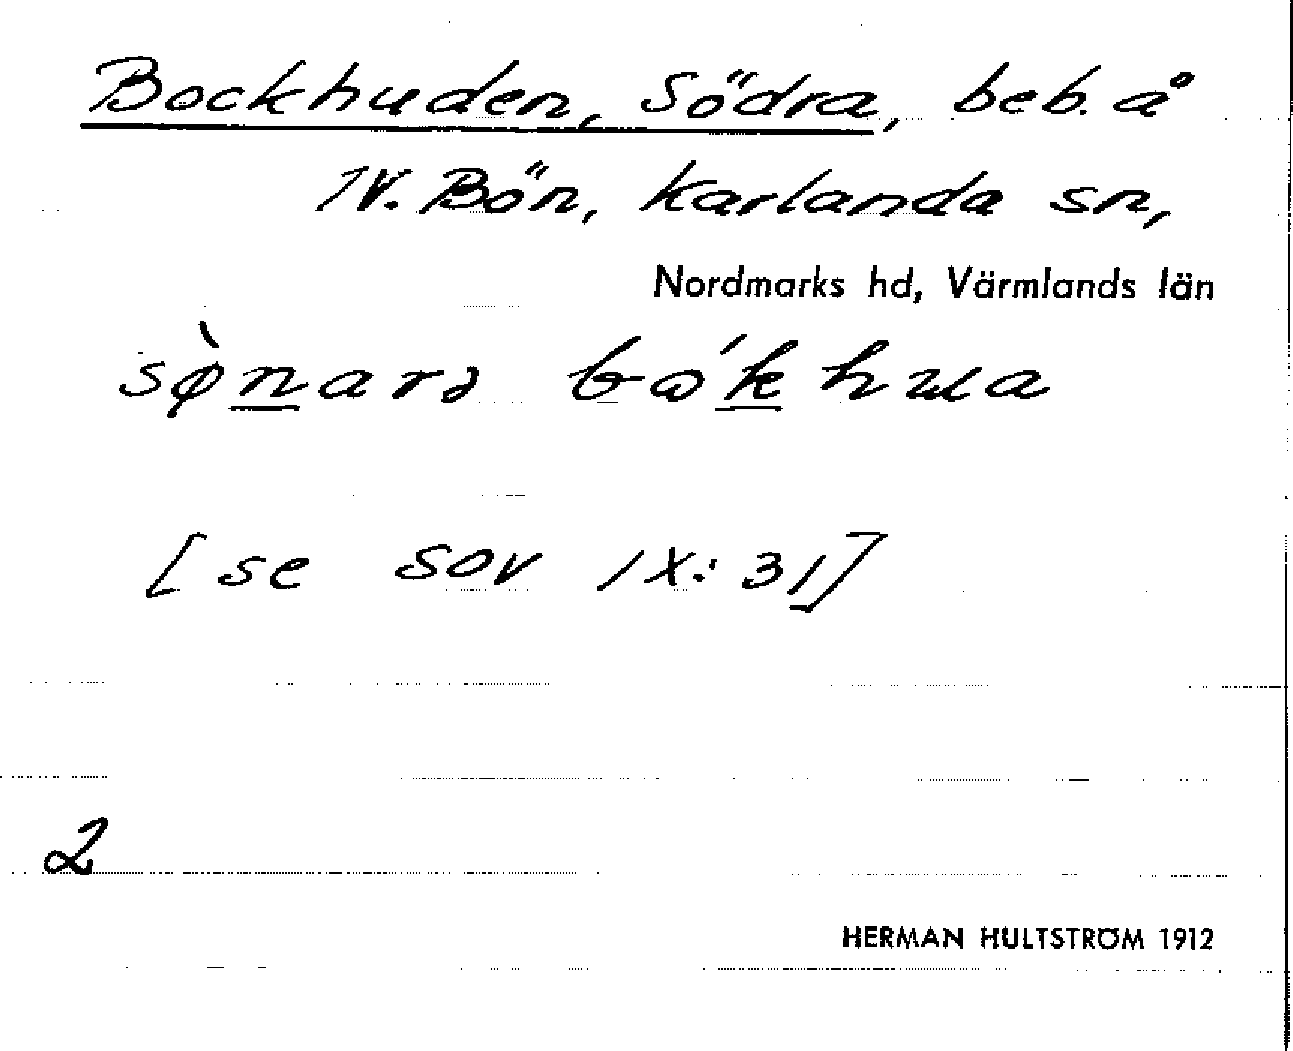 Bockhuden, Södra, beb. å
N. Bön, Karlanda sn,
Nordmarks hd, Värmlands län
sø̀narə bɷ́khua
[se SOV IX: 31]
2
HERMAN HULTSTRÖM 1912